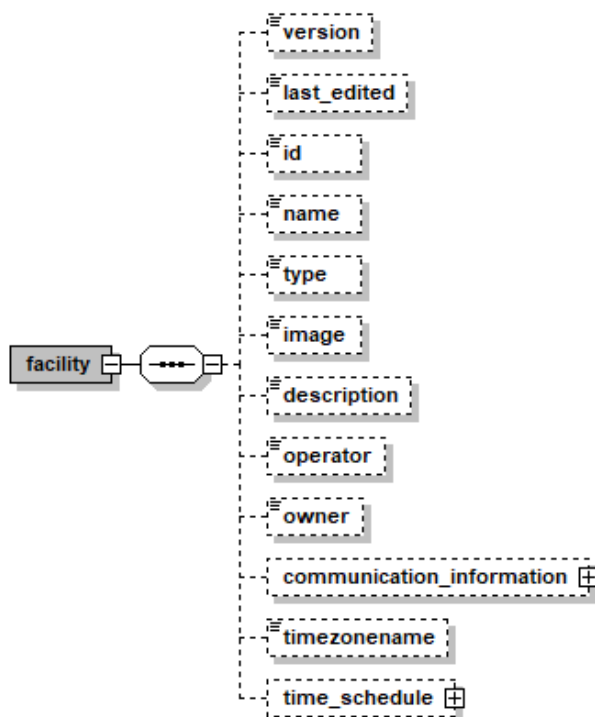 version
last_edited
id
name
type
image
facility
description
operator
owner
communication_information
timezonename
time_schedule